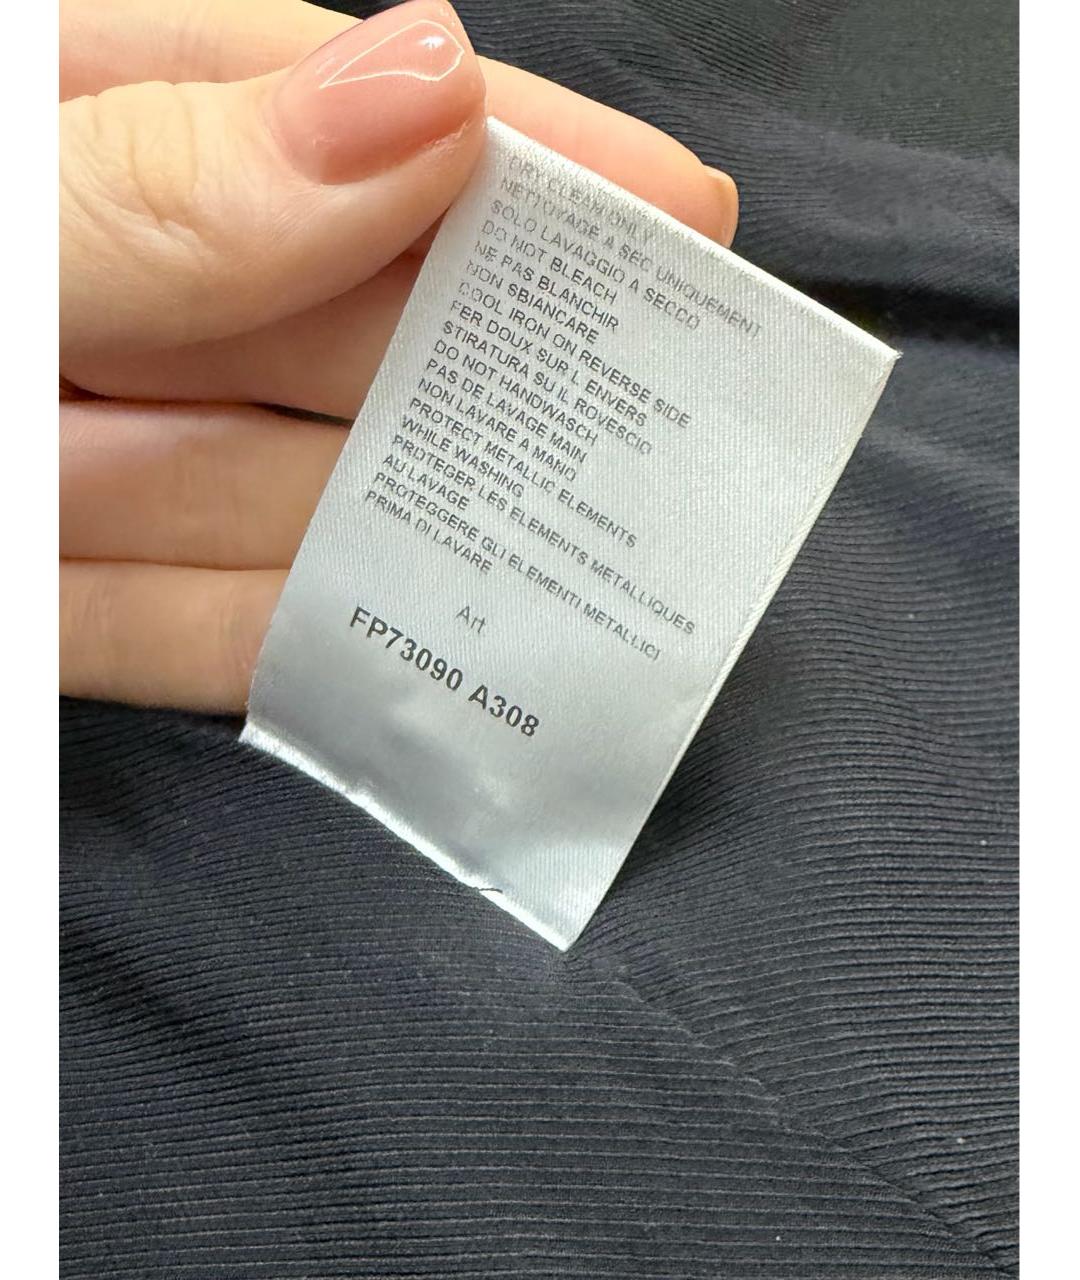 DRY CLEAN ONLY
NETTOYAGE A SEC UNIQUEMENT
SOLO LAVAGGIO A SECCO
DO NOT BLEACH
NE PAS BLANCHIR
NON SBIANCARE
COOL IRON ON REVERSE SIDE
FER DOUX SUR L ENVERS
STIRATURA SU IL ROVESCIO
DO NOT HANDWASCH
PAS DE LAVAGE MAIN
NON LAVARE A MANO
PROTECT METALLIC ELEMENTS
WHILE WASHING
PROTEGER LES ELEMENTS METALLIQUES
AU LAVAGE
PROTEGGERE GLI ELEMENTI METALLICI
PRIMA DI LAVARE
Art
FP73090 A308